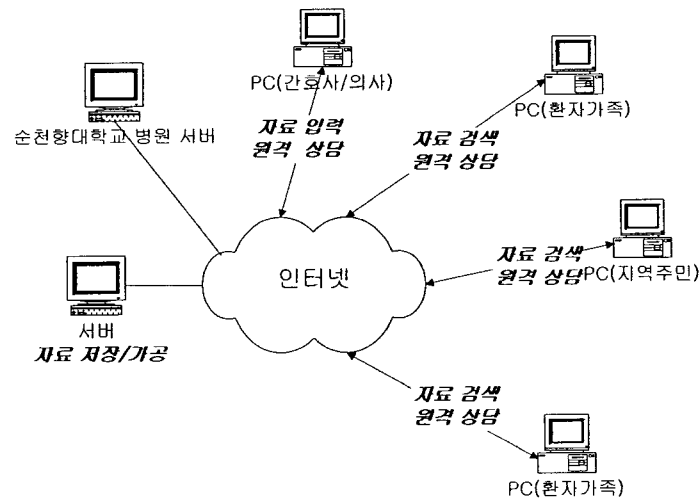 PC(간호사/의사)
PC(환자가족)
순천향대학교 병원 서버
자료 입력
원격 상담
자료 검색
원격 상담
자료 검색
원격 상담
PC(지역주민)
인터넷
서버
자료 저장/가공
자료 검색
원격 상담
PC(환자가족)